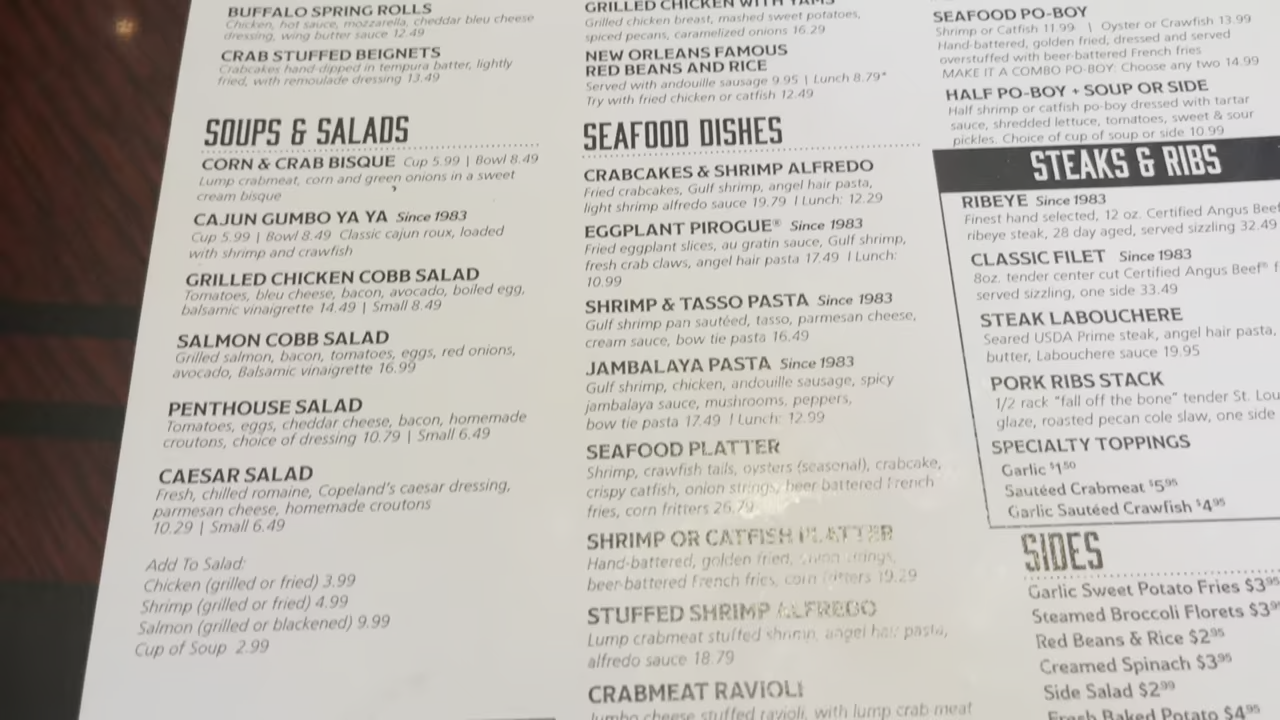 BUFFALO SPRING ROLLS
Chicken, hot sauce, mozzarella, cheddar bleu cheese
dressing, wing butter sauce 12.49
CRAB STUFFED BEIGNETS
Crabcakes hand-dipped in tempura batter, lightly
fried, with remoulade dressing 13.49
SOUPS & SALADS
CORN & CRAB BISQUE Cup 5.99 | Bowl 8.49
Lump crabmeat, corn and green onions in a sweet
cream bisque
CAJUN GUMBO YA YA Since 1983
Cup 5.99 | Bowl 8.49 Classic cajun roux, loaded
with shrimp and crawfish
GRILLED CHICKEN COBB SALAD
Tomatoes, bleu cheese, bacon, avocado, boiled egg,
balsamic vinaigrette 14.49 | Small 8.49
SALMON COBB SALAD
Grilled salmon, bacon, tomatoes, eggs, red onions,
avocado, Balsamic vinaigrette 16.99
PENTHOUSE SALAD
Tomatoes, eggs, cheddar cheese, bacon, homemade
croutons, choice of dressing 10.79 | Small 6.49
CAESAR SALAD
Fresh, chilled romaine, Copeland's caesar dressing,
parmesan cheese, homemade croutons
10.29 | Small 6.49
Add To Salad:
Chicken (grilled or fried) 3.99
Shrimp (grilled or fried) 4.99
Salmon (grilled or blackened) 9.99
Cup of Soup 2.99
GRILLED CHICKEN WITH YAMS
Grilled chicken breast, mashed sweet potatoes,
spiced pecans, caramelized onions 16.29
NEW ORLEANS FAMOUS
RED BEANS AND RICE
Served with andouille sausage 9.95 | Lunch 8.79*
Try with fried chicken or catfish 12.49
SEAFOOD DISHES
CRABCAKES & SHRIMP ALFREDO
Fried crabcakes, Gulf shrimp, angel hair pasta,
light shrimp alfredo sauce 19.79 | Lunch: 12.29
EGGPLANT PIROGUE® Since 1983
Fried eggplant slices, au gratin sauce, Gulf shrimp,
fresh crab claws, angel hair pasta 17.49 | Lunch:
10.99
SHRIMP & TASSO PASTA Since 1983
Gulf shrimp pan sautéed, tasso, parmesan cheese,
cream sauce, bow tie pasta 16.49
JAMBALAYA PASTA Since 1983
Gulf shrimp, chicken, andouille sausage, spicy
jambalaya sauce, mushrooms, peppers,
bow tie pasta 17.49 | Lunch: 12.99
SEAFOOD PLATTER
Shrimp, crawfish tails, oysters (seasonal), crabcake,
crispy catfish, onion strings, beer battered French
fries, corn fritters 26.79
SHRIMP OR CATFISH PLATTER
Hand-battered, golden fried, onion strings,
beer-battered French fries, corn fritters 19.29
STUFFED SHRIMP ALFREDO
Lump crabmeat stuffed shrimp, angel hair pasta,
alfredo sauce 18.79
CRABMEAT RAVIOLI
Jumbo cheese stuffed ravioli, with lump crab meat
SEAFOOD PO-BOY
Shrimp or Catfish 11.99 | Oyster or Crawfish 13.99
Hand-battered, golden fried, dressed and served
overstuffed with beer-battered French fries
MAKE IT A COMBO PO-BOY: Choose any two 14.99
HALF PO-BOY + SOUP OR SIDE
Half shrimp or catfish po-boy dressed with tartar
sauce, shredded lettuce, tomatoes, sweet & sour
pickles. Choice of cup of soup or side 10.99
STEAKS & RIBS
RIBEYE Since 1983
Finest hand selected, 12 oz. Certified Angus Beef
ribeye steak, 28 day aged, served sizzling 32.49
CLASSIC FILET Since 1983
8oz. tender center cut Certified Angus Beef® f
served sizzling, one side 33.49
STEAK LABOUCHERE
Seared USDA Prime steak, angel hair pasta,
butter, Labouchere sauce 19.95
PORK RIBS STACK
1/2 rack "fall off the bone" tender St. Lou
glaze, roasted pecan cole slaw, one side
SPECIALTY TOPPINGS
Garlic $1.50
Sautéed Crabmeat $5.95
Garlic Sautéed Crawfish $4.95
SIDES
Garlic Sweet Potato Fries $3.95
Steamed Broccoli Florets $3.9
Red Beans & Rice $2.95
Creamed Spinach $3.95
Side Salad $2.99
Fresh Baked Potato $4.95